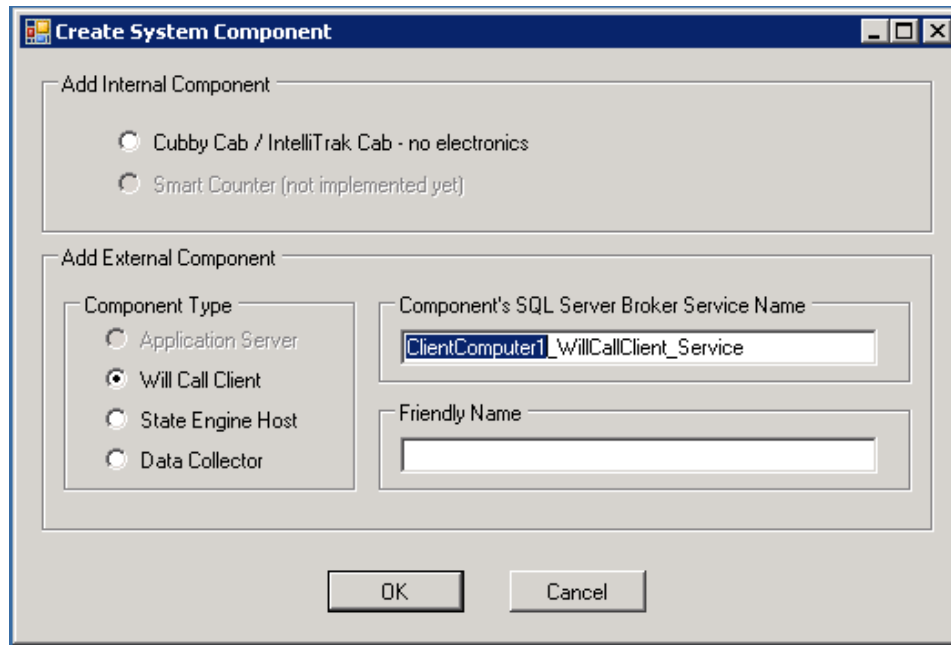 Create System Component
Add Internal Component
Cubby Cab / IntelliTrak Cab - no electronics
Smart Counter (not implemented yet)
Add External Component
Component Type
Application Server
Will Call Client
State Engine Host
Data Collector
Component's SQL Server Broker Service Name
ClientComputer1_WillCallClient_Service
Friendly Name
OK
Cancel